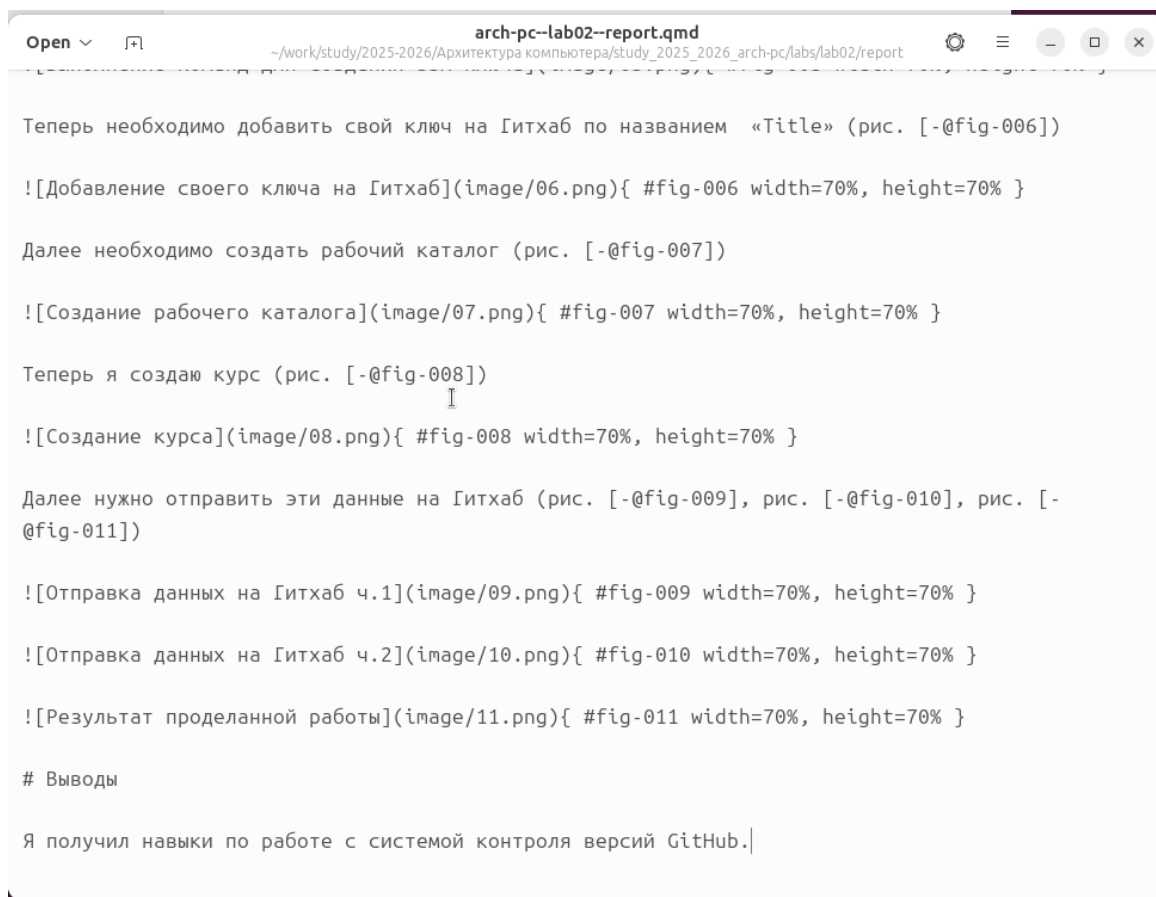 Open
arch-pc--lab02--report.qmd
~/work/study/2025-2026/Архитектура компьютера/study_2025_2026_arch-pc/labs/lab02/report
Теперь необходимо добавить свой ключ на Гитхаб по названием  «Title» (рис. [-@fig-006])
![Добавление своего ключа на Гитхаб](image/06.png){ #fig-006 width=70%, height=70% }
Далее необходимо создать рабочий каталог (рис. [-@fig-007])
![Создание рабочего каталога](image/07.png){ #fig-007 width=70%, height=70% }
Теперь я создаю курс (рис. [-@fig-008])
![Создание курса](image/08.png){ #fig-008 width=70%, height=70% }
Далее нужно отправить эти данные на Гитхаб (рис. [-@fig-009], рис. [-@fig-010], рис. [-
@fig-011])
![Отправка данных на Гитхаб ч.1](image/09.png){ #fig-009 width=70%, height=70% }
![Отправка данных на Гитхаб ч.2](image/10.png){ #fig-010 width=70%, height=70% }
![Результат проделанной работы](image/11.png){ #fig-011 width=70%, height=70% }
# Выводы
Я получил навыки по работе с системой контроля версий GitHub.